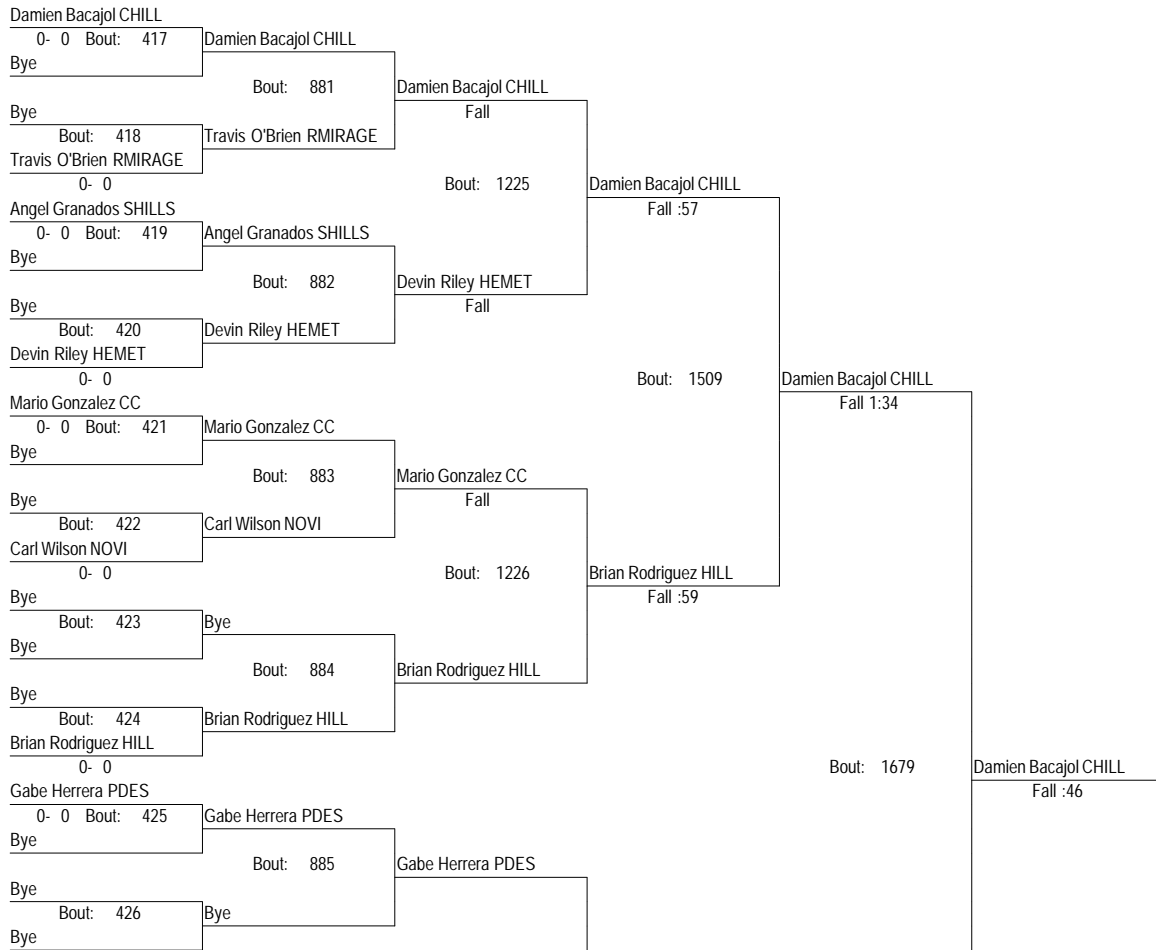 Damien Bacajol CHILL
0- 0 Bout: 417
Damien Bacajol CHILL
Bye
Bout: 881
Damien Bacajol CHILL
Bye
Fall
Bout: 418
Travis O'Brien RMIRAGE
Travis O'Brien RMIRAGE
0- 0
Bout: 1225
Damien Bacajol CHILL
Angel Granados SHILLS
Fall :57
0- 0 Bout: 419
Angel Granados SHILLS
Bye
Bout: 882
Devin Riley HEMET
Bye
Fall
Bout: 420
Devin Riley HEMET
Devin Riley HEMET
0- 0
Bout: 1509
Damien Bacajol CHILL
Mario Gonzalez CC
Fall 1:34
0- 0 Bout: 421
Mario Gonzalez CC
Bye
Bout: 883
Mario Gonzalez CC
Bye
Fall
Bout: 422
Carl Wilson NOVI
Carl Wilson NOVI
0- 0
Bout: 1226
Brian Rodriguez HILL
Bye
Fall :59
Bout: 423
Bye
Bye
Bout: 884
Brian Rodriguez HILL
Bye
Bout: 424
Brian Rodriguez HILL
Brian Rodriguez HILL
0- 0
Bout: 1679
Damien Bacajol CHILL
Gabe Herrera PDES
Fall :46
0- 0 Bout: 425
Gabe Herrera PDES
Bye
Bout: 885
Gabe Herrera PDES
Bye
Bout: 426
Bye
Bye